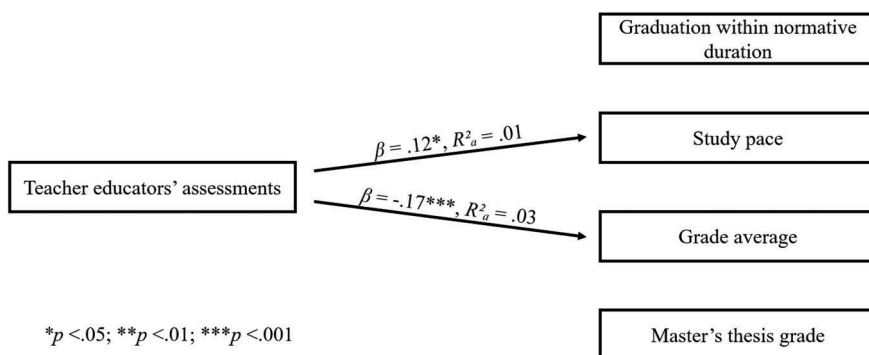 Graduation within normative
duration
β = .12*, R²ₐ = .01
Study pace
Teacher educators’ assessments
β = -.17***, R²ₐ = .03
Grade average
*p <.05; **p <.01; ***p <.001
Master’s thesis grade